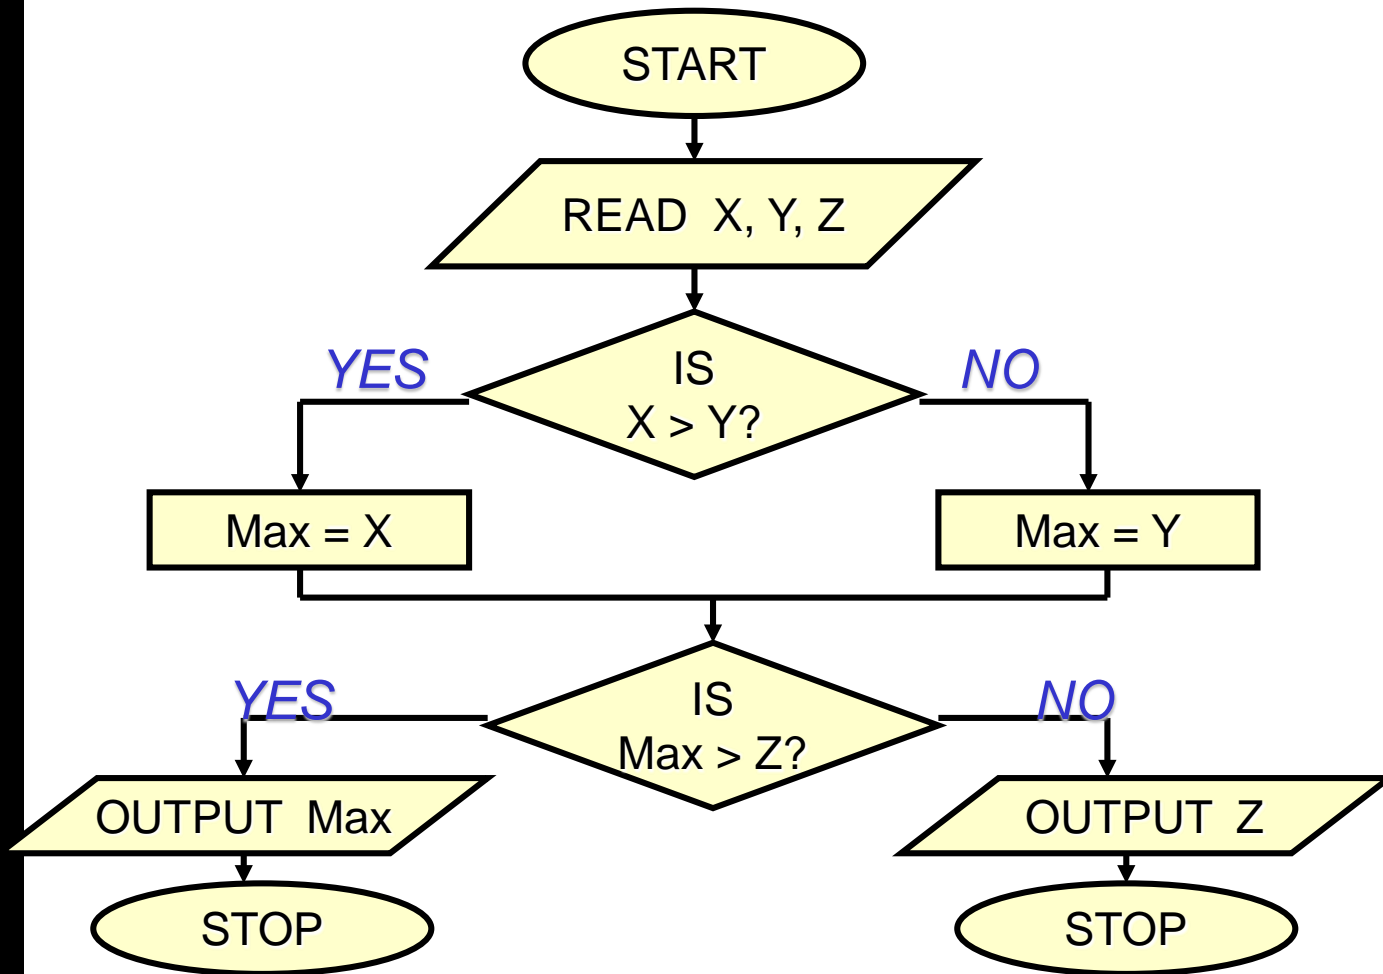 START
READ X, Y, Z
IS
X > Y?
YES
NO
Max = X
Max = Y
IS
Max > Z?
YES
NO
OUTPUT Max
OUTPUT Z
STOP
STOP